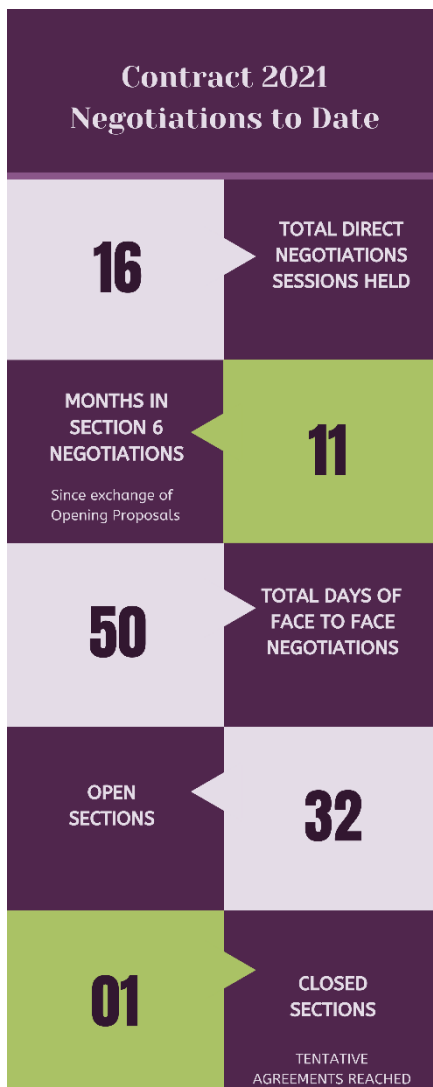 Contract 2021
Negotiations to Date
16
TOTAL DIRECT
NEGOTIATIONS
SESSIONS HELD
MONTHS IN
SECTION 6
NEGOTIATIONS
Since exchange of
Opening Proposals
11
50
TOTAL DAYS OF
FACE TO FACE
NEGOTIATIONS
OPEN
SECTIONS
32
01
CLOSED
SECTIONS
TENTATIVE
AGREEMENTS REACHED